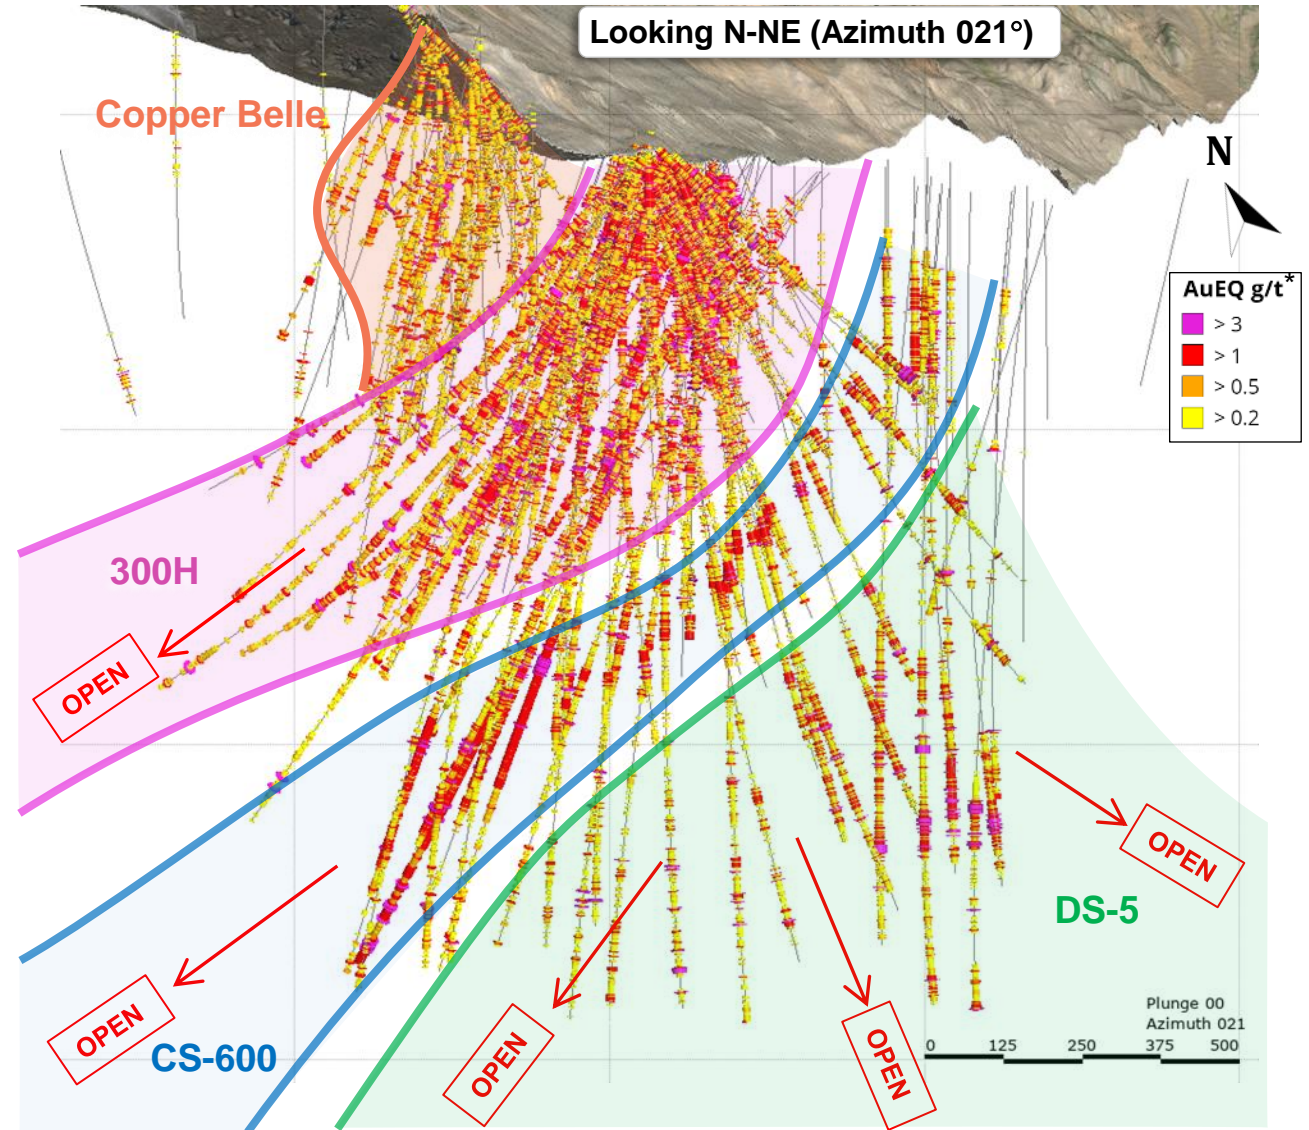 Looking N-NE (Azimuth 021°)
Copper Belle
N
AuEQ g/t*
> 3
> 1
> 0.5
> 0.2
300H
OPEN
OPEN
DS-5
OPEN
CS-600
OPEN
OPEN
Plunge 00
Azimuth 021
0 125 250 375 500